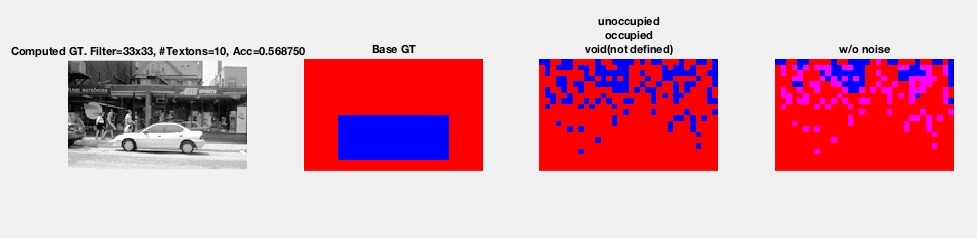 Computed GT. Filter=33x33, #Textons=10, Acc=0.568750
Base GT
unoccupied
occupied
void(not defined)
w/o noise